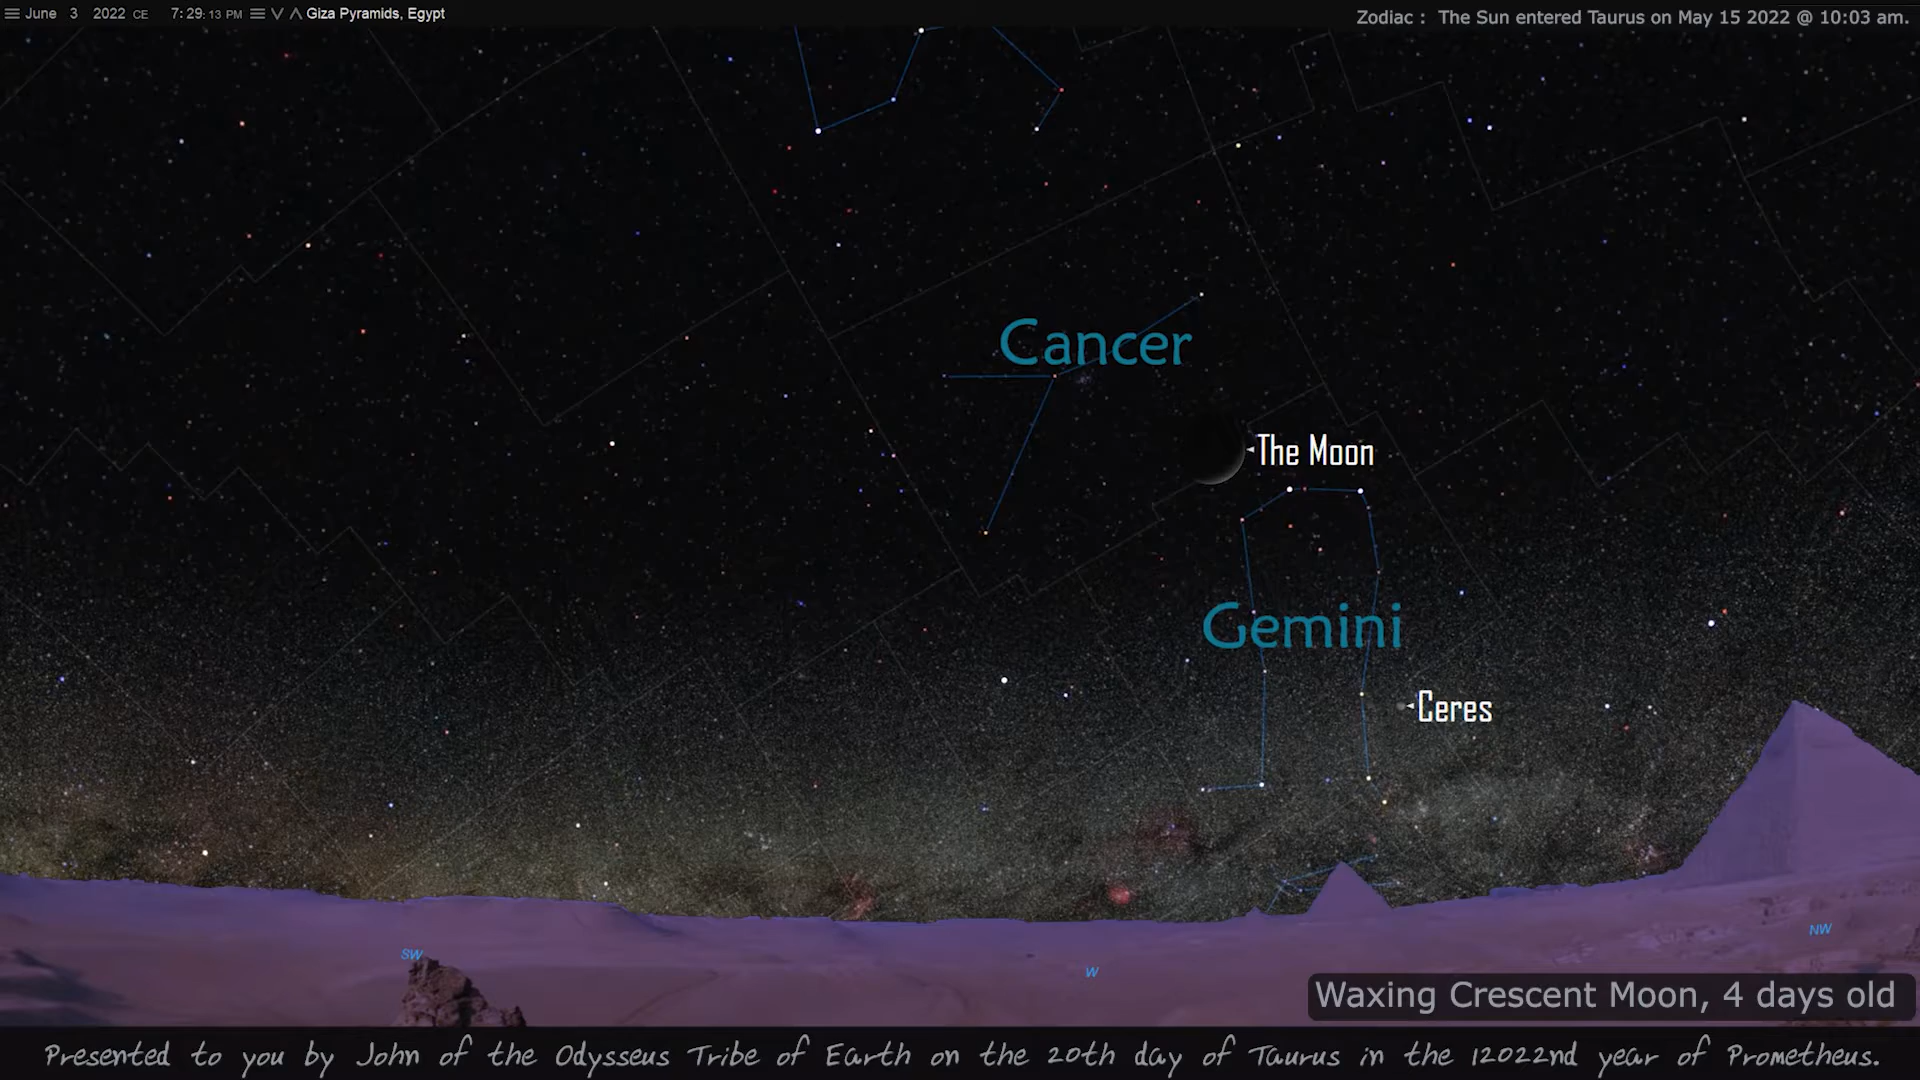 June 3 2022 CE 7:29:13 PM Giza Pyramids, Egypt
Zodiac : The Sun entered Taurus on May 15 2022 @ 10:03 am.
Cancer
The Moon
Gemini
Ceres
SW
W
NW
Waxing Crescent Moon, 4 days old
Presented to you by John of the Odysseus Tribe of Earth on the 20th day of Taurus in the 12022nd year of Prometheus.